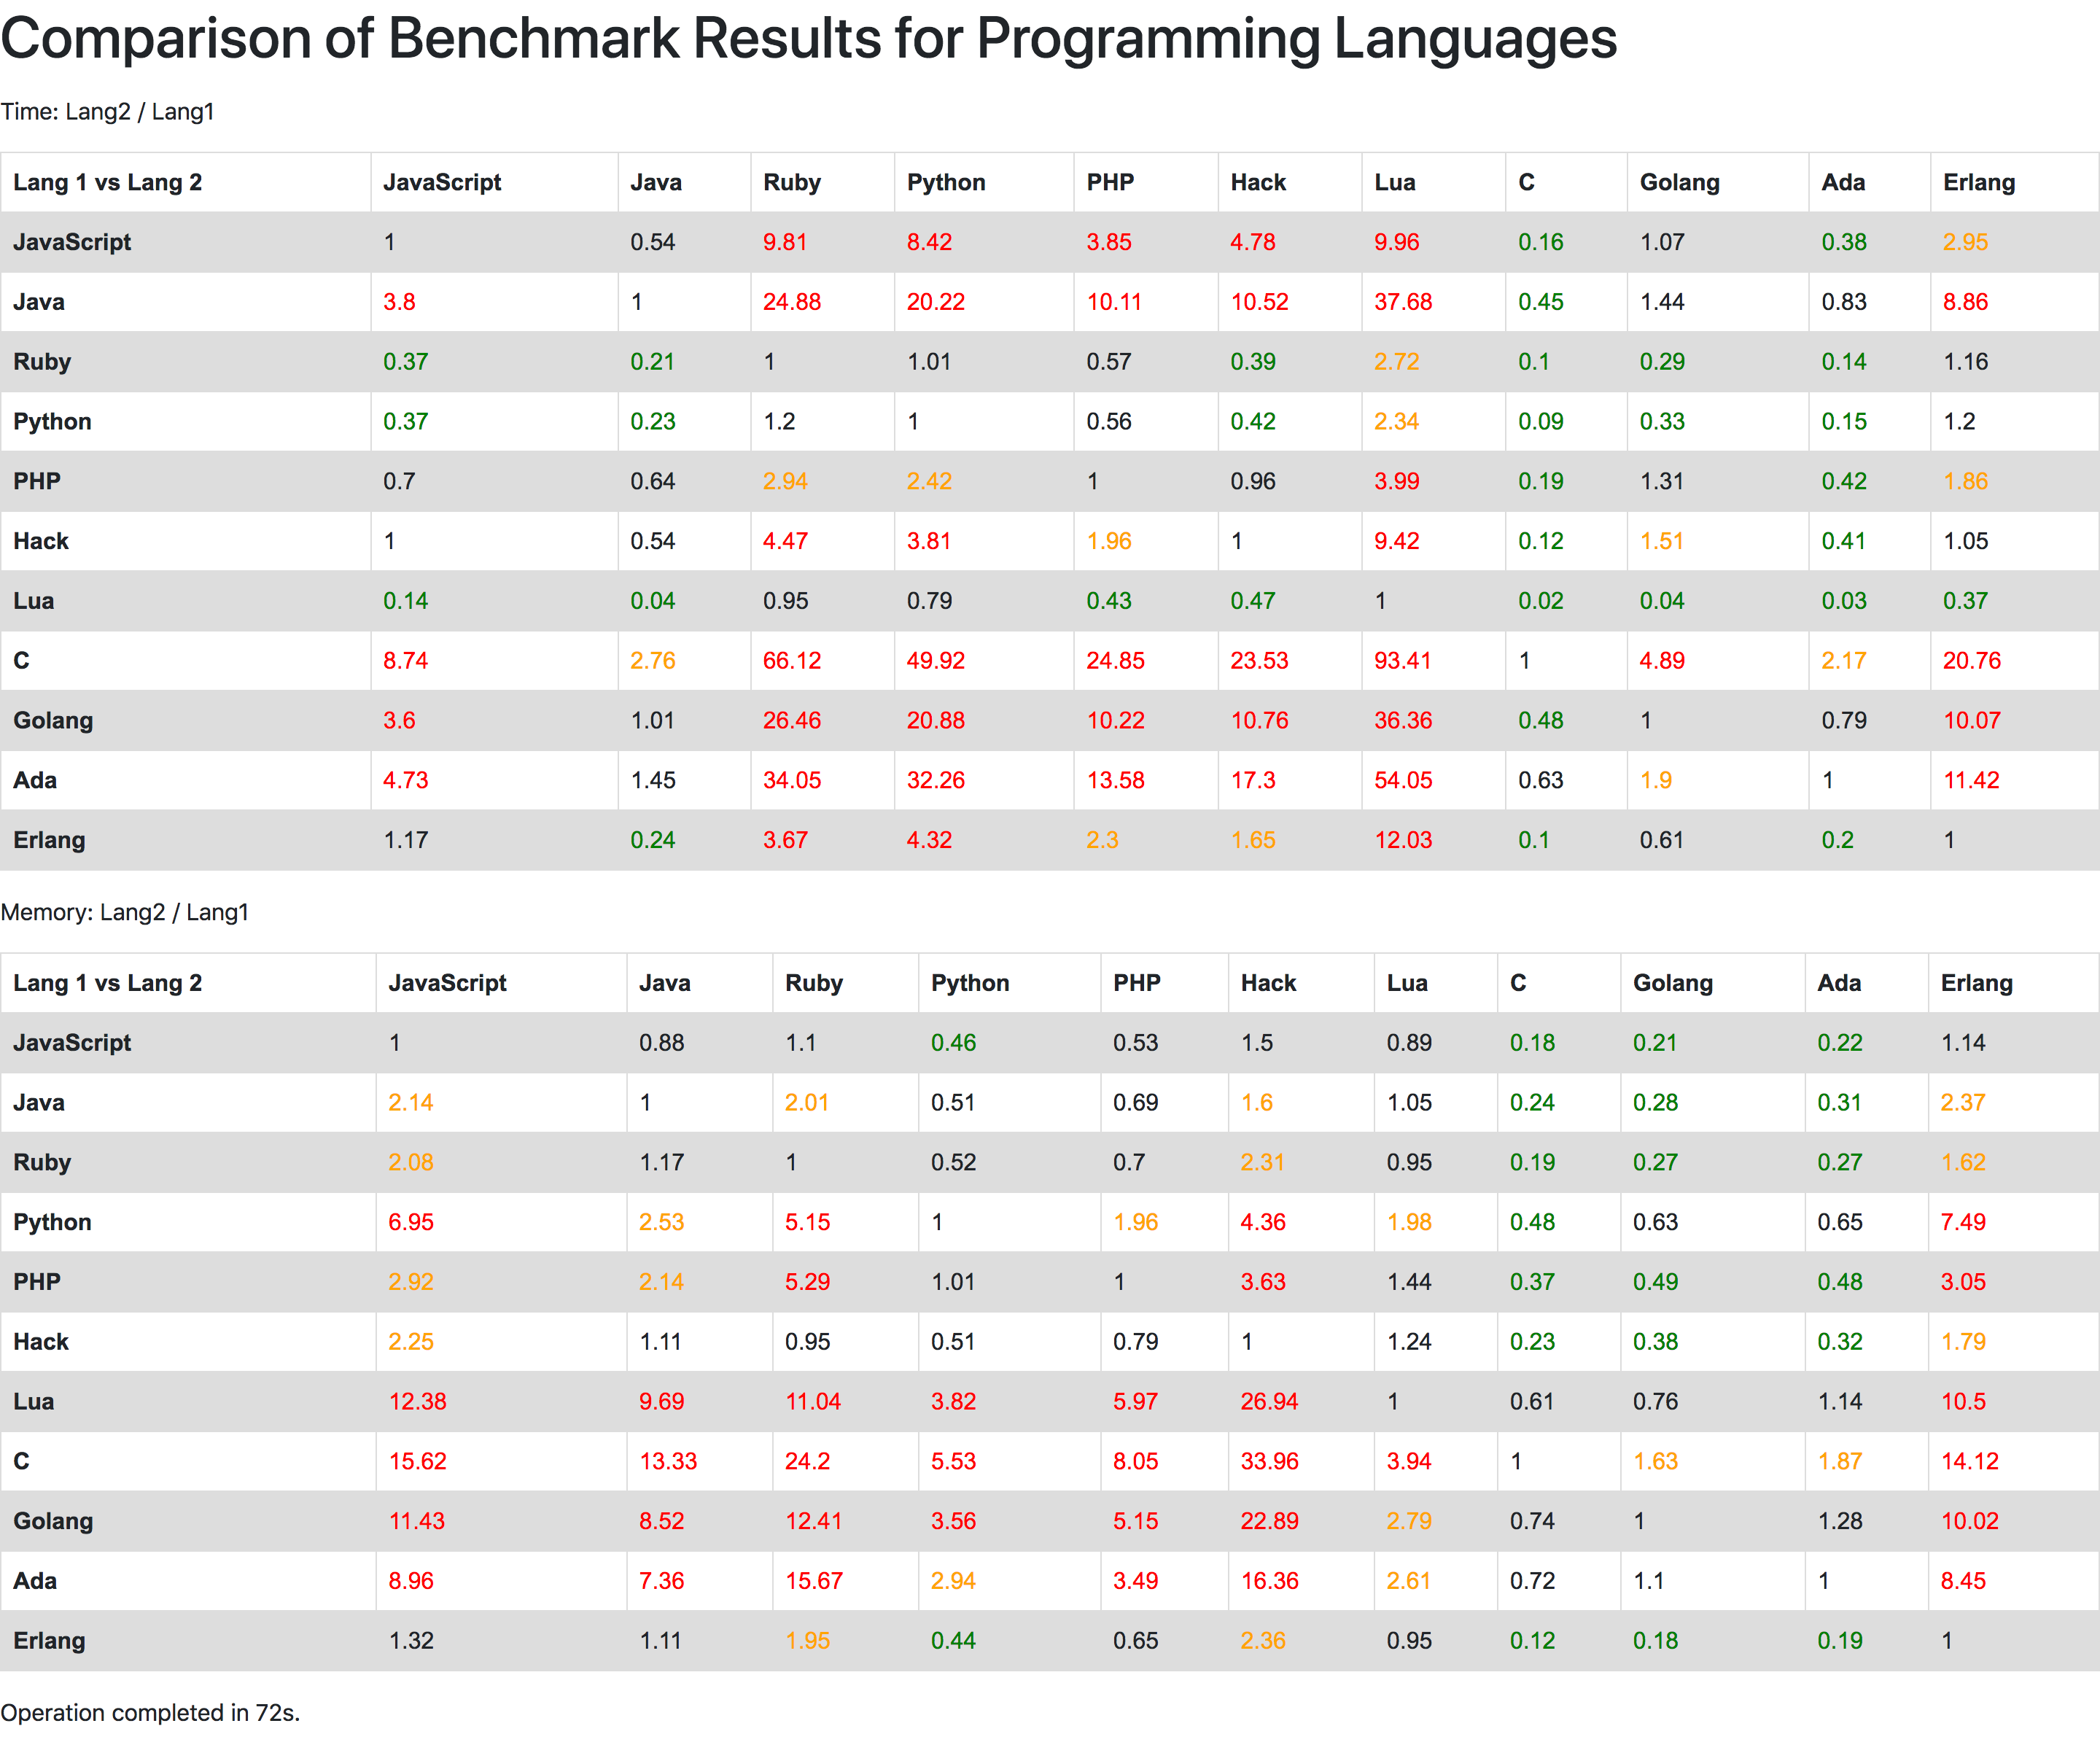 Comparison of Benchmark Results for Programming Languages
Time: Lang2 / Lang1
Lang 1 vs Lang 2 JavaScript Java Ruby Python PHP Hack Lua C Golang Ada Erlang
JavaScript 1 0.54 9.81 8.42 3.85 4.78 9.96 0.16 1.07 0.38 2.95
Java 3.8 1 24.88 20.22 10.11 10.52 37.68 0.45 1.44 0.83 8.86
Ruby 0.37 0.21 1 1.01 0.57 0.39 2.72 0.1 0.29 0.14 1.16
Python 0.37 0.23 1.2 1 0.56 0.42 2.34 0.09 0.33 0.15 1.2
PHP 0.7 0.64 2.94 2.42 1 0.96 3.99 0.19 1.31 0.42 1.86
Hack 1 0.54 4.47 3.81 1.96 1 9.42 0.12 1.51 0.41 1.05
Lua 0.14 0.04 0.95 0.79 0.43 0.47 1 0.02 0.04 0.03 0.37
C 8.74 2.76 66.12 49.92 24.85 23.53 93.41 1 4.89 2.17 20.76
Golang 3.6 1.01 26.46 20.88 10.22 10.76 36.36 0.48 1 0.79 10.07
Ada 4.73 1.45 34.05 32.26 13.58 17.3 54.05 0.63 1.9 1 11.42
Erlang 1.17 0.24 3.67 4.32 2.3 1.65 12.03 0.1 0.61 0.2 1
Memory: Lang2 / Lang1
Lang 1 vs Lang 2 JavaScript Java Ruby Python PHP Hack Lua C Golang Ada Erlang
JavaScript 1 0.88 1.1 0.46 0.53 1.5 0.89 0.18 0.21 0.22 1.14
Java 2.14 1 2.01 0.51 0.69 1.6 1.05 0.24 0.28 0.31 2.37
Ruby 2.08 1.17 1 0.52 0.7 2.31 0.95 0.19 0.27 0.27 1.62
Python 6.95 2.53 5.15 1 1.96 4.36 1.98 0.48 0.63 0.65 7.49
PHP 2.92 2.14 5.29 1.01 1 3.63 1.44 0.37 0.49 0.48 3.05
Hack 2.25 1.11 0.95 0.51 0.79 1 1.24 0.23 0.38 0.32 1.79
Lua 12.38 9.69 11.04 3.82 5.97 26.94 1 0.61 0.76 1.14 10.5
C 15.62 13.33 24.2 5.53 8.05 33.96 3.94 1 1.63 1.87 14.12
Golang 11.43 8.52 12.41 3.56 5.15 22.89 2.79 0.74 1 1.28 10.02
Ada 8.96 7.36 15.67 2.94 3.49 16.36 2.61 0.72 1.1 1 8.45
Erlang 1.32 1.11 1.95 0.44 0.65 2.36 0.95 0.12 0.18 0.19 1
Operation completed in 72s.